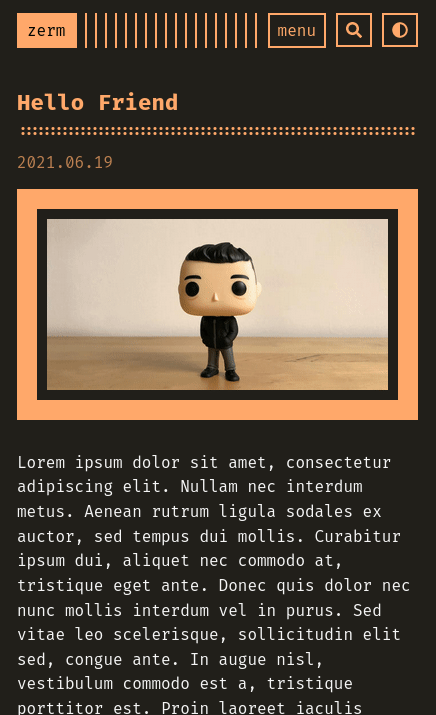 zerm menu
Hello Friend
2021.06.19
Lorem ipsum dolor sit amet, consectetur
adipiscing elit. Nullam nec interdum
metus. Aenean rutrum ligula sodales ex
auctor, sed tempus dui mollis. Curabitur
ipsum dui, aliquet nec commodo at,
tristique eget ante. Donec quis dolor nec
nunc mollis interdum vel in purus. Sed
vitae leo scelerisque, sollicitudin elit
sed, congue ante. In augue nisl,
vestibulum commodo est a, tristique
porttitor est. Proin laoreet iaculis